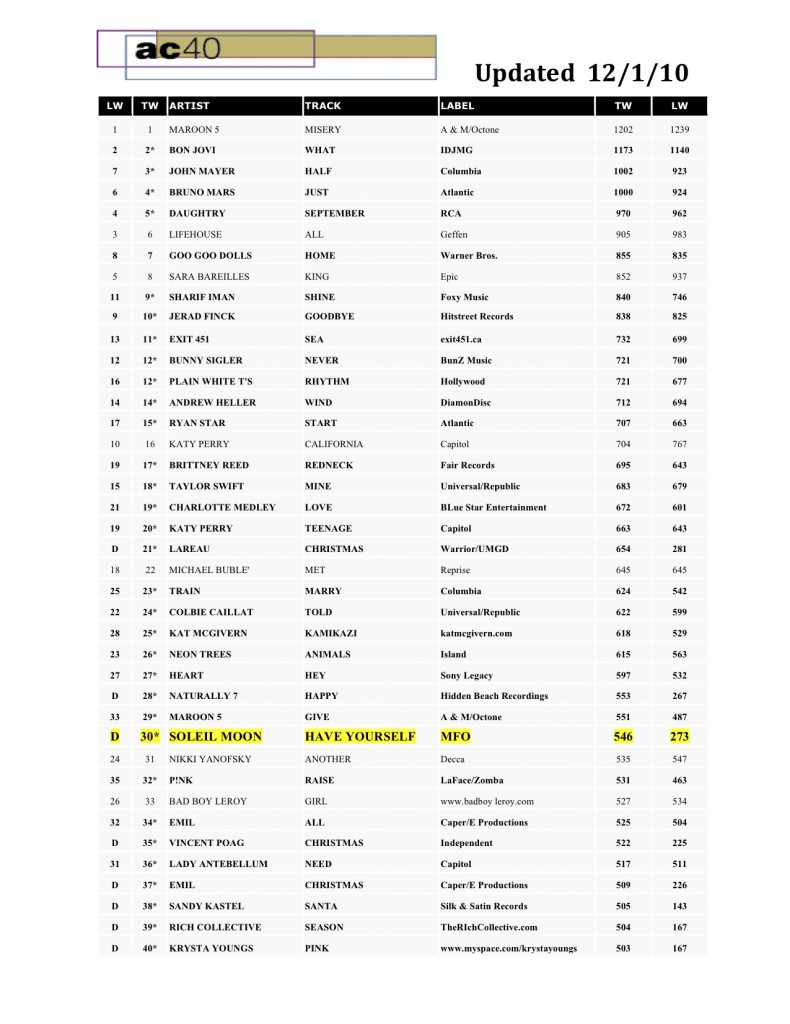 ac40
Updated 12/1/10
LW TW ARTIST TRACK LABEL TW LW
1 1 MAROON 5 MISERY A & M/Octone 1202 1239
2 2* BON JOVI WHAT IDJMG 1173 1140
7 3* JOHN MAYER HALF Columbia 1002 923
6 4* BRUNO MARS JUST Atlantic 1000 924
4 5* DAUGHTRY SEPTEMBER RCA 970 962
3 6 LIFEHOUSE ALL Geffen 905 983
8 7 GOO GOO DOLLS HOME Warner Bros. 855 835
5 8 SARA BAREILLES KING Epic 852 937
11 9* SHARIF IMAN SHINE Foxy Music 840 746
9 10* JERAD FINCK GOODBYE Hitstreet Records 838 825
13 11* EXIT 451 SEA exit451.ca 732 699
12 12* BUNNY SIGLER NEVER BunZ Music 721 700
16 12* PLAIN WHITE T'S RHYTHM Hollywood 721 677
14 14* ANDREW HELLER WIND DiamonDisc 712 694
17 15* RYAN STAR START Atlantic 707 663
10 16 KATY PERRY CALIFORNIA Capitol 704 767
19 17* BRITTNEY REED REDNECK Fair Records 695 643
15 18* TAYLOR SWIFT MINE Universal/Republic 683 679
21 19* CHARLOTTE MEDLEY LOVE BLue Star Entertainment 672 601
19 20* KATY PERRY TEENAGE Capitol 663 643
D 21* LAREAU CHRISTMAS Warrior/UMGD 654 281
18 22 MICHAEL BUBLE' MET Reprise 645 645
25 23* TRAIN MARRY Columbia 624 542
22 24* COLBIE CAILLAT TOLD Universal/Republic 622 599
28 25* KAT MCGIVERN KAMIKAZI katmcgivern.com 618 529
23 26* NEON TREES ANIMALS Island 615 563
27 27* HEART HEY Sony Legacy 597 532
D 28* NATURALLY 7 HAPPY Hidden Beach Recordings 553 267
33 29* MAROON 5 GIVE A & M/Octone 551 487
D 30* SOLEIL MOON HAVE YOURSELF MFO 546 273
24 31 NIKKI YANOFSKY ANOTHER Decca 535 547
35 32* P!NK RAISE LaFace/Zomba 531 463
26 33 BAD BOY LEROY GIRL www.badboy leroy.com 527 534
32 34* EMIL ALL Caper/E Productions 525 504
D 35* VINCENT POAG CHRISTMAS Independent 522 225
31 36* LADY ANTEBELLUM NEED Capitol 517 511
D 37* EMIL CHRISTMAS Caper/E Productions 509 226
D 38* SANDY KASTEL SANTA Silk & Satin Records 505 143
D 39* RICH COLLECTIVE SEASON TheRIchCollective.com 504 167
D 40* KRYSTA YOUNGS PINK www.myspace.com/krystayoungs 503 167